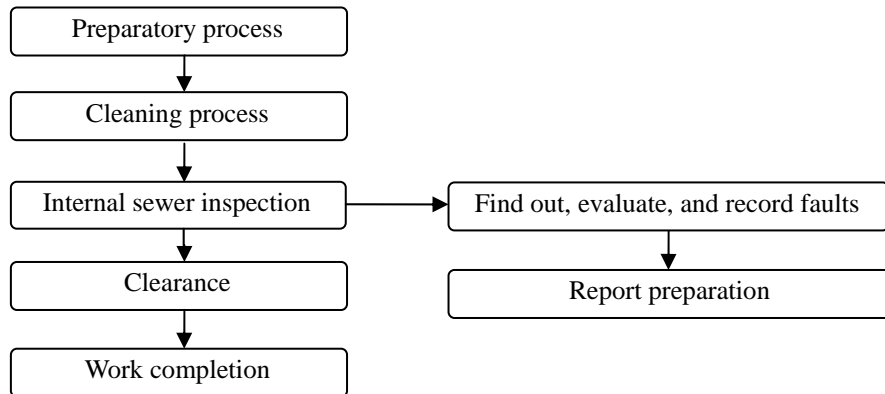 Preparatory process
Cleaning process
Internal sewer inspection
Find out, evaluate, and record faults
Clearance
Report preparation
Work completion